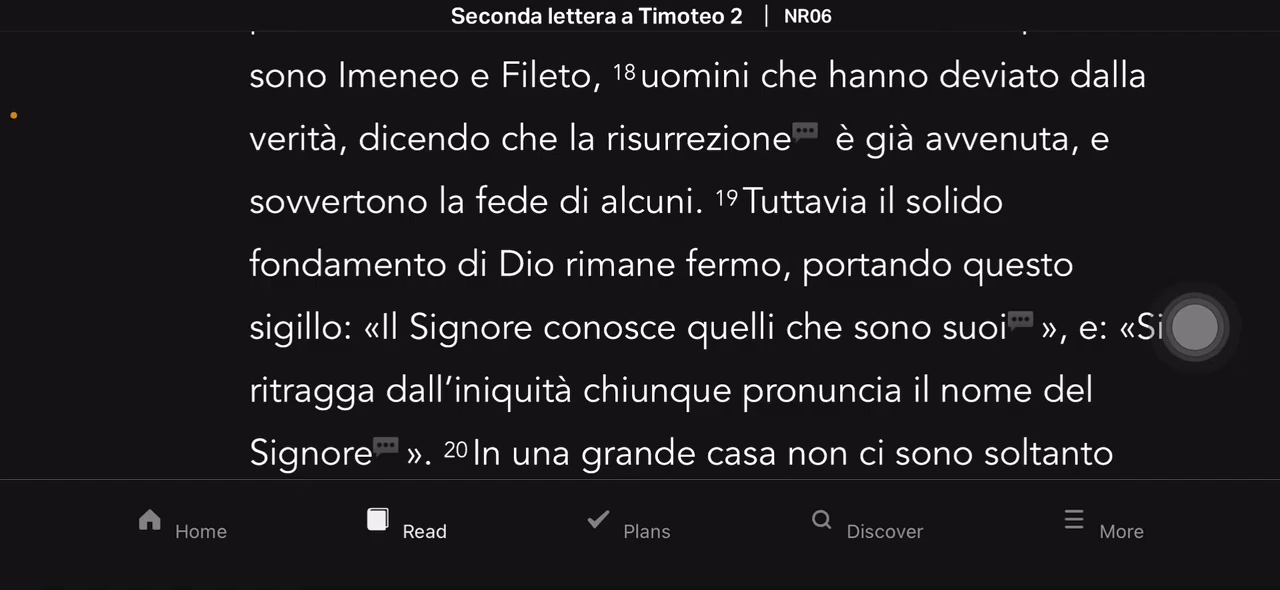 Seconda lettera a Timoteo 2 | NR06
sono Imeneo e Fileto, 18 uomini che hanno deviato dalla
verità, dicendo che la risurrezione è già avvenuta, e
sovvertono la fede di alcuni. 19 Tuttavia il solido
fondamento di Dio rimane fermo, portando questo
sigillo: «Il Signore conosce quelli che sono suoi », e: «Si
ritragga dall’iniquità chiunque pronuncia il nome del
Signore ». 20 In una grande casa non ci sono soltanto
Home Read Plans Discover More